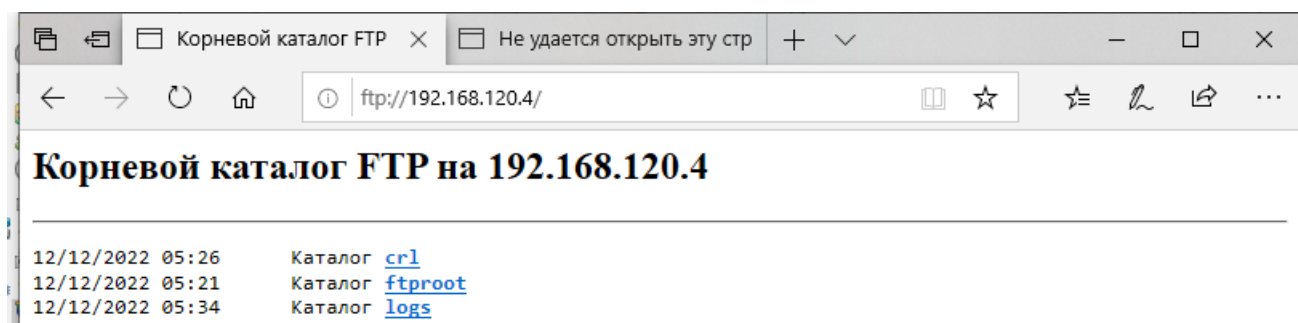 Корневой каталог FTP
Не удается открыть эту стр
ftp://192.168.120.4/
Корневой каталог FTP на 192.168.120.4
12/12/2022 05:26 Каталог crl
12/12/2022 05:21 Каталог ftproot
12/12/2022 05:34 Каталог logs